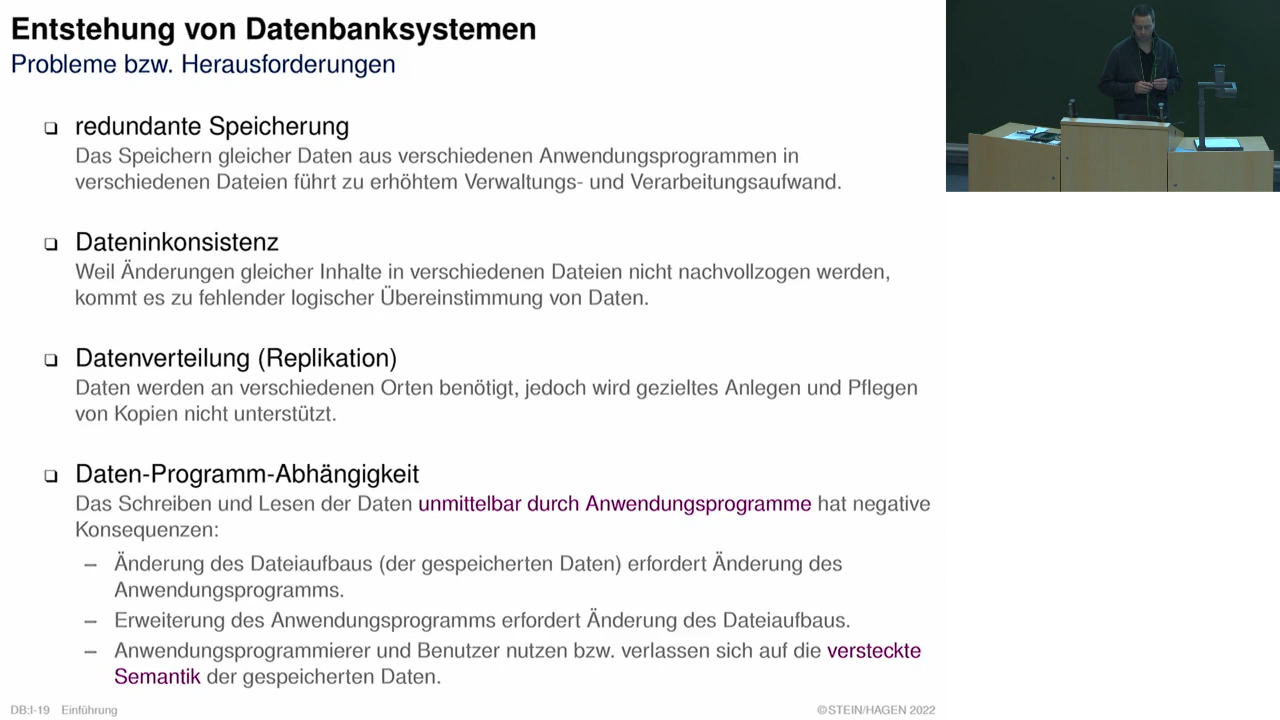 Entstehung von Datenbanksystemen
Probleme bzw. Herausforderungen
❑ redundante Speicherung
Das Speichern gleicher Daten aus verschiedenen Anwendungsprogrammen in
verschiedenen Dateien führt zu erhöhtem Verwaltungs- und Verarbeitungsaufwand.
❑ Dateninkonsistenz
Weil Änderungen gleicher Inhalte in verschiedenen Dateien nicht nachvollzogen werden,
kommt es zu fehlender logischer Übereinstimmung von Daten.
❑ Datenverteilung (Replikation)
Daten werden an verschiedenen Orten benötigt, jedoch wird gezieltes Anlegen und Pflegen
von Kopien nicht unterstützt.
❑ Daten-Programm-Abhängigkeit
Das Schreiben und Lesen der Daten unmittelbar durch Anwendungsprogramme hat negative
Konsequenzen:
– Änderung des Dateiaufbaus (der gespeicherten Daten) erfordert Änderung des
Anwendungsprogramms.
– Erweiterung des Anwendungsprogramms erfordert Änderung des Dateiaufbaus.
– Anwendungsprogrammierer und Benutzer nutzen bzw. verlassen sich auf die versteckte
Semantik der gespeicherten Daten.
DB:I-19 Einführung ©STEIN/HAGEN 2022